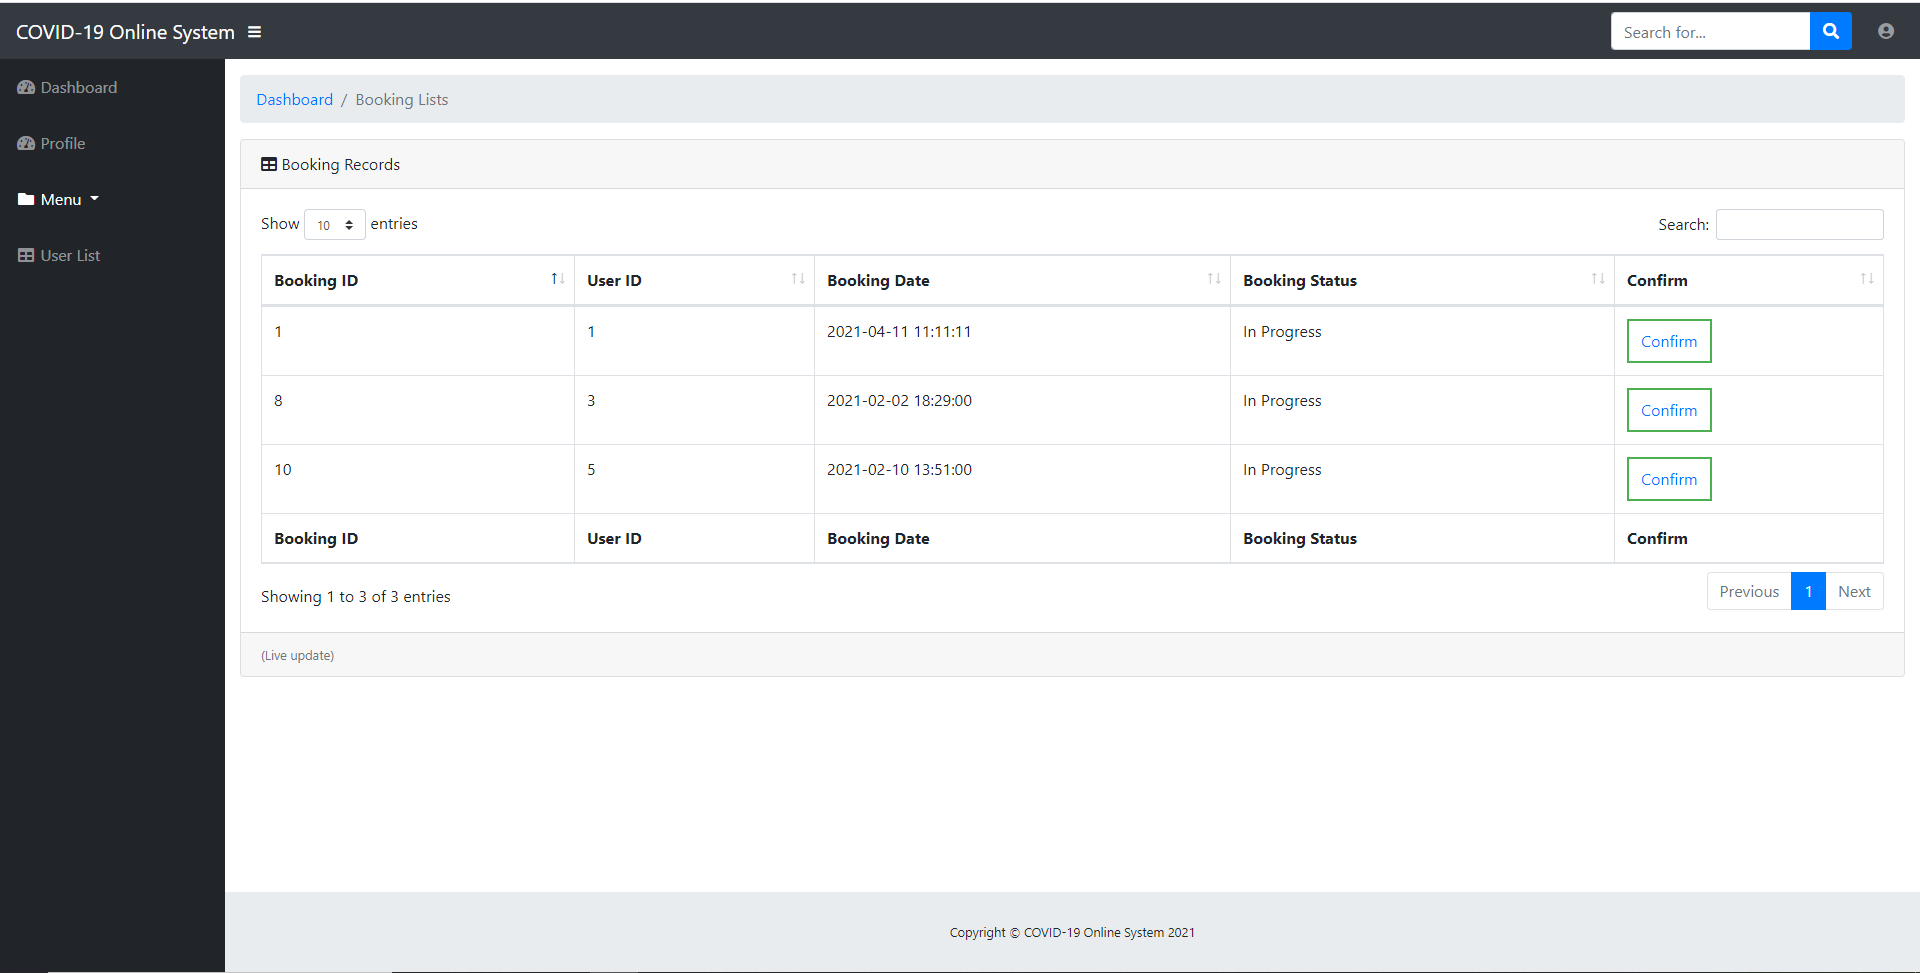 COVID-19 Online System
Search for...
Dashboard
Profile
Menu
User List
Dashboard / Booking Lists
Booking Records
Show 10 entries
Search:
Booking ID User ID Booking Date Booking Status Confirm
1 1 2021-04-11 11:11:11 In Progress Confirm
8 3 2021-02-02 18:29:00 In Progress Confirm
10 5 2021-02-10 13:51:00 In Progress Confirm
Booking ID User ID Booking Date Booking Status Confirm
Showing 1 to 3 of 3 entries
Previous 1 Next
(Live update)
Copyright © COVID-19 Online System 2021